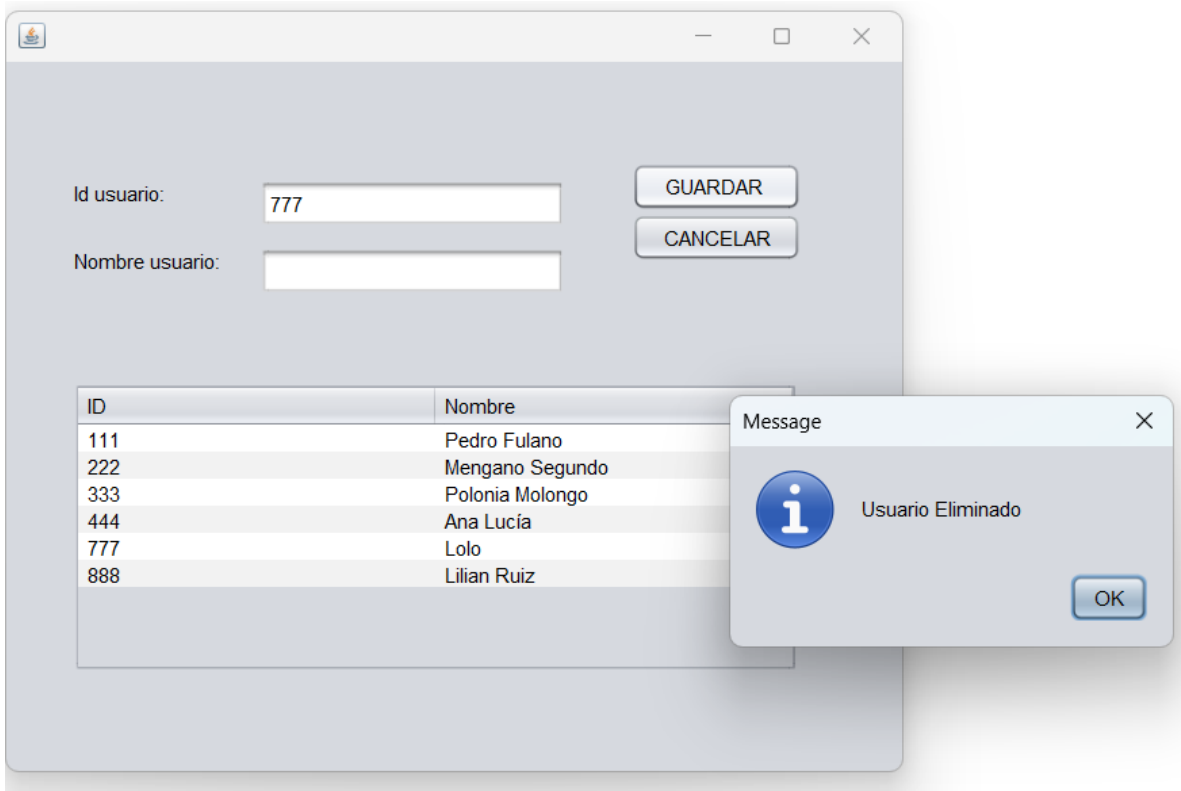 Id usuario:
777
GUARDAR
CANCELAR
Nombre usuario:
ID Nombre
111 Pedro Fulano
222 Mengano Segundo
333 Polonia Molongo
444 Ana Lucía
777 Lolo
888 Lilian Ruiz
Message
Usuario Eliminado
OK